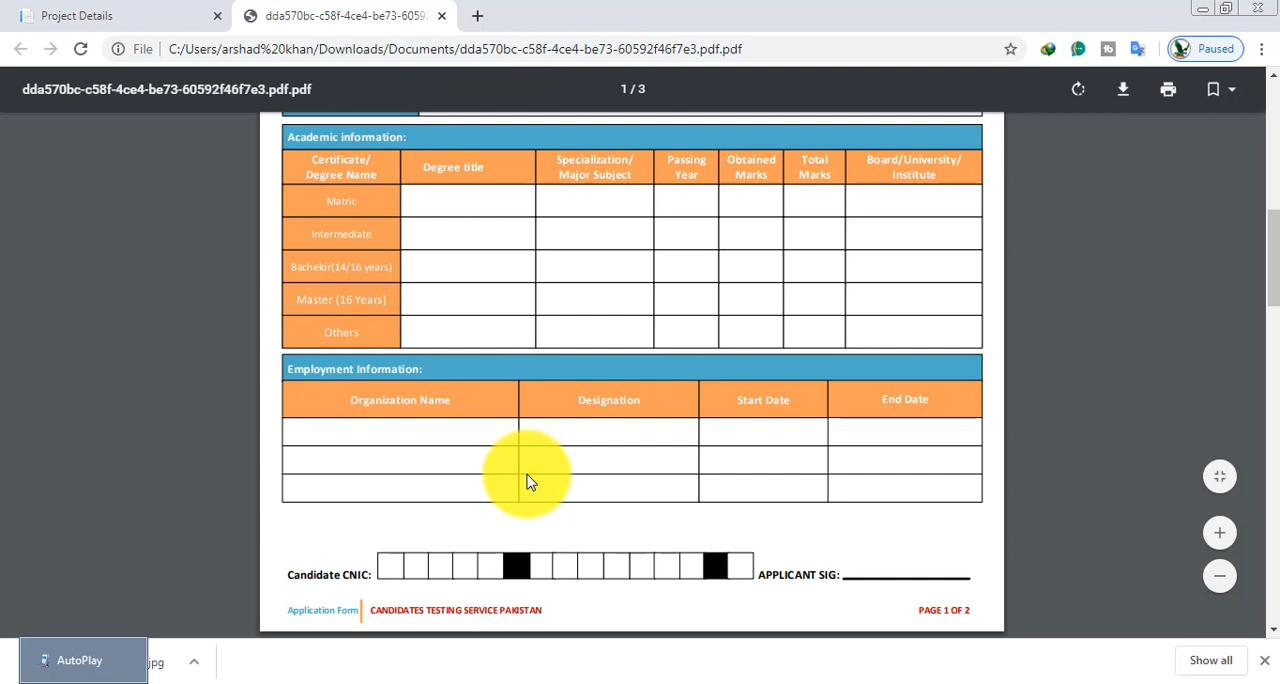 Project Details
dda570bc-c58f-4ce4-be73-6059
File
C:/Users/arshad%20khan/Downloads/Documents/dda570bc-c58f-4ce4-be73-60592f46f7e3.pdf.pdf
Paused
dda570bc-c58f-4ce4-be73-60592f46f7e3.pdf.pdf
1 / 3
Academic information:
Certificate/ Degree Name
Degree title
Specialization/ Major Subject
Passing Year
Obtained Marks
Total Marks
Board/University/ Institute
Matric
Intermediate
Bachelor(14/16 years)
Master (16 Years)
Others
Employment Information:
Organization Name
Designation
Start Date
End Date
Candidate CNIC:
APPLICANT SIG:
Application Form
CANDIDATES TESTING SERVICE PAKISTAN
PAGE 1 OF 2
AutoPlay
jpg
Show all